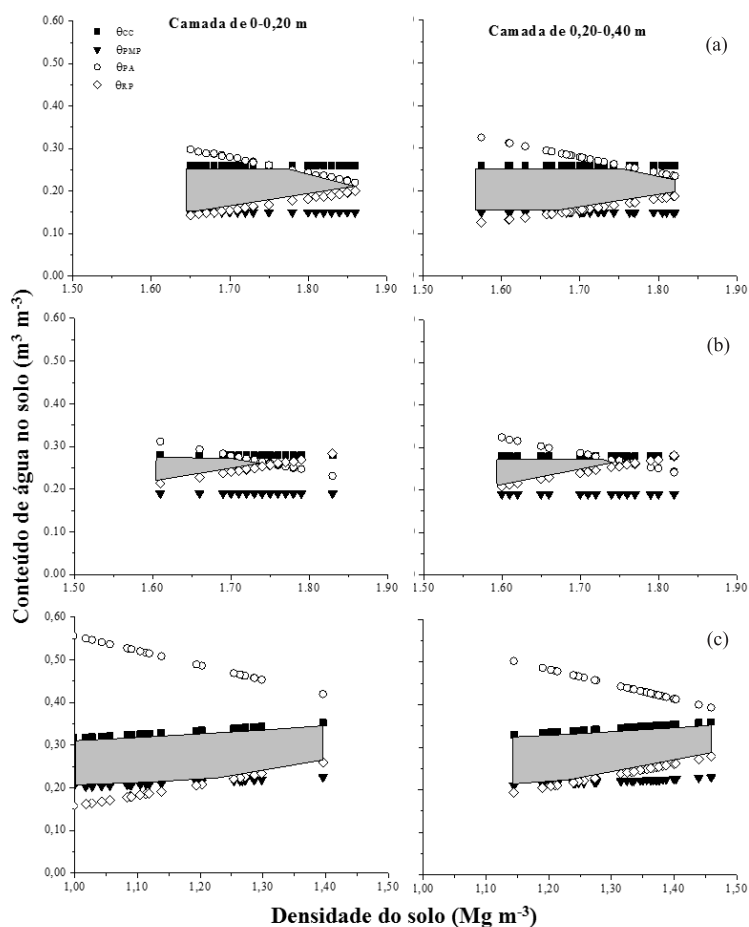 Camada de 0-0,20 m
Camada de 0,20-0,40 m
(a)
θCC
θPMP
θPA
θRP
0.60
0.50
0.40
0.30
0.20
0.10
0.00
1.50 1.60 1.70 1.80 1.90
1.50 1.60 1.70 1.80 1.90
(b)
0.60
0.50
0.40
0.30
0.20
0.10
0.00
1.50 1.60 1.70 1.80 1.90
1.50 1.60 1.70 1.80 1.90
(c)
0,60
0,50
0,40
0,30
0,20
0,10
0,00
1,00 1,10 1,20 1,30 1,40 1,50
1,00 1,10 1,20 1,30 1,40 1,50
Conteúdo de água no solo (m³ m⁻³)
Densidade do solo (Mg m⁻³)